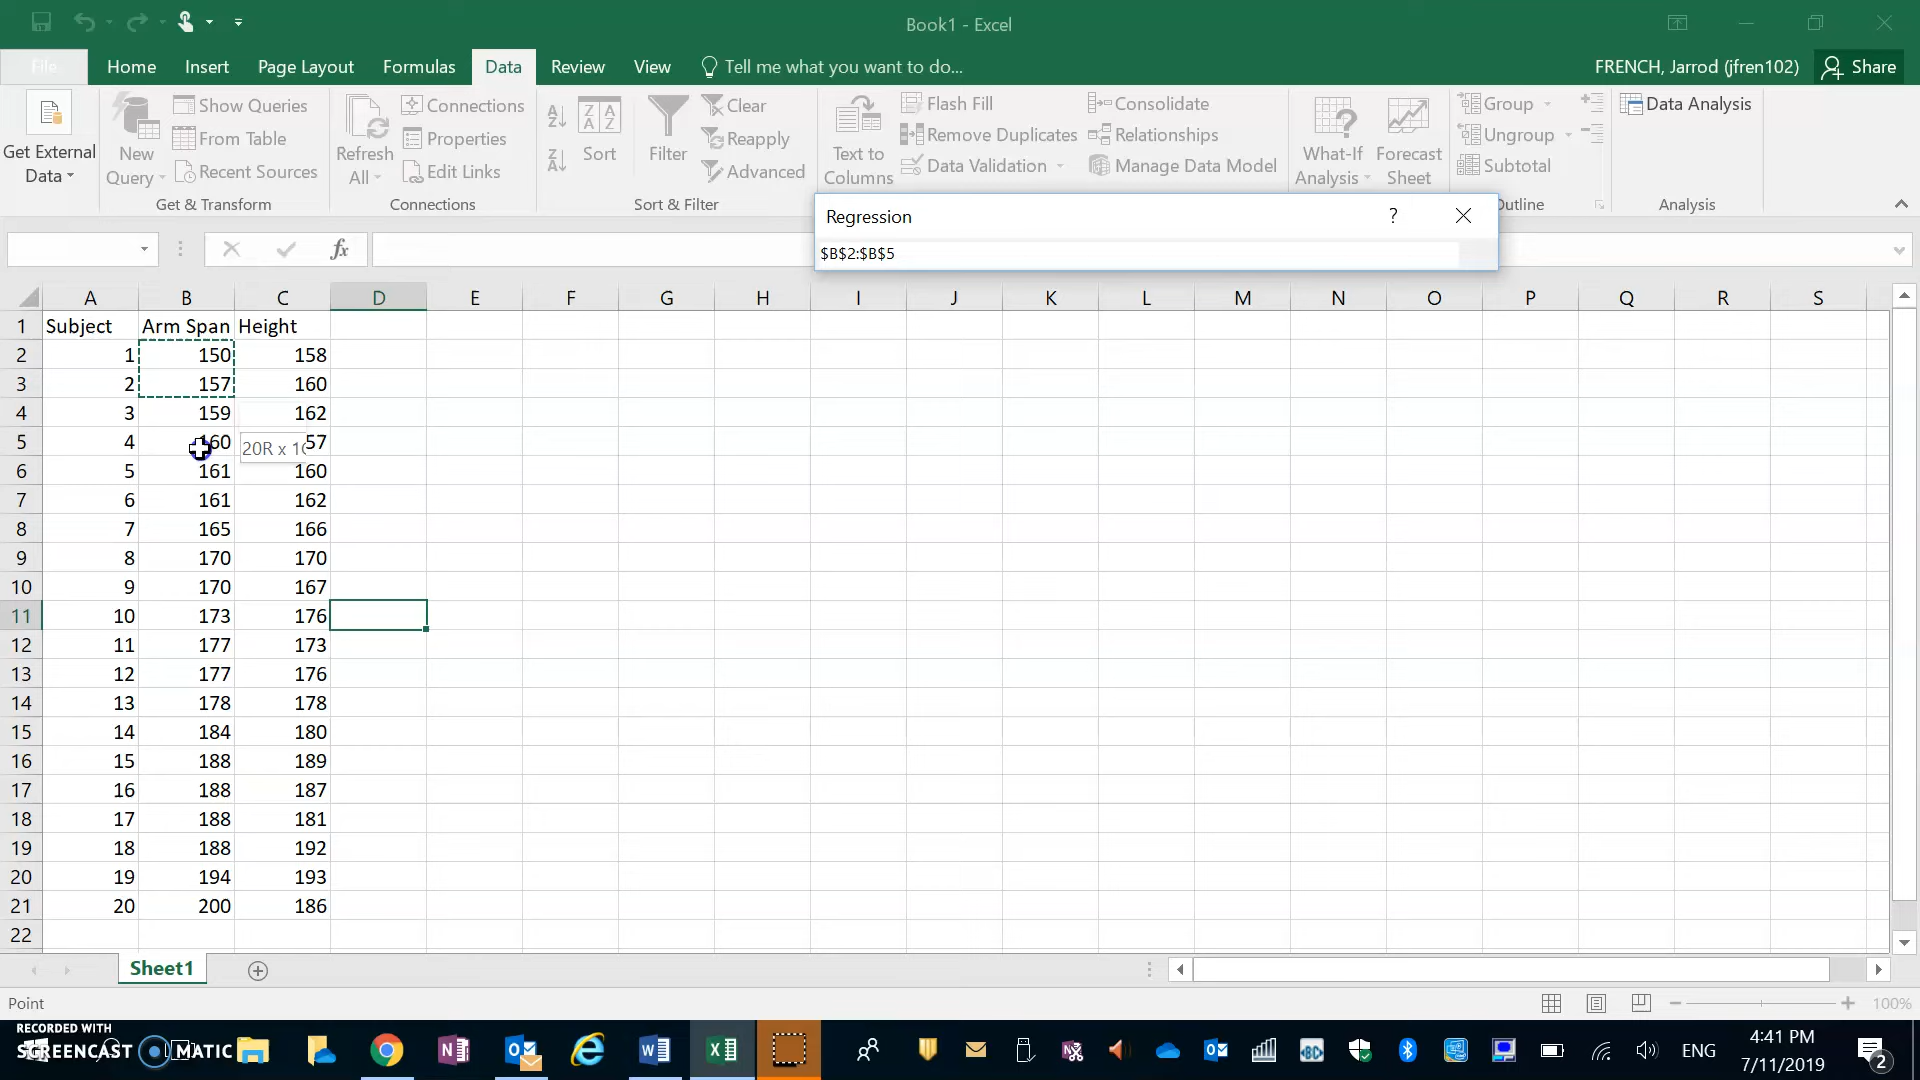 Book1 - Excel
File Home Insert Page Layout Formulas Data Review View Tell me what you want to do... FRENCH, Jarrod (jfren102) Share
Get External Data
New Query
Show Queries
From Table
Recent Sources
Get & Transform
Refresh All
Connections
Properties
Edit Links
Connections
Sort
Filter
Clear
Reapply
Advanced
Sort & Filter
Text to Columns
Flash Fill
Remove Duplicates
Data Validation
Consolidate
Relationships
Manage Data Model
What-If Analysis
Forecast Sheet
Group
Ungroup
Subtotal
Outline
Data Analysis
Analysis
Regression ?
$B$2:$B$5
fx
A B C D E F G H I J K L M N O P Q R S
1 Subject Arm Span Height
2 1 150 158
3 2 157 160
4 3 159 162
5 4 160 57
20R x 1C
6 5 161 160
7 6 161 162
8 7 165 166
9 8 170 170
10 9 170 167
11 10 173 176
12 11 177 173
13 12 177 176
14 13 178 178
15 14 184 180
16 15 188 189
17 16 188 187
18 17 188 181
19 18 188 192
20 19 194 193
21 20 200 186
22
Sheet1
Point 100%
RECORDED WITH
SCREENCAST MATIC
ENG
4:41 PM
7/11/2019
2